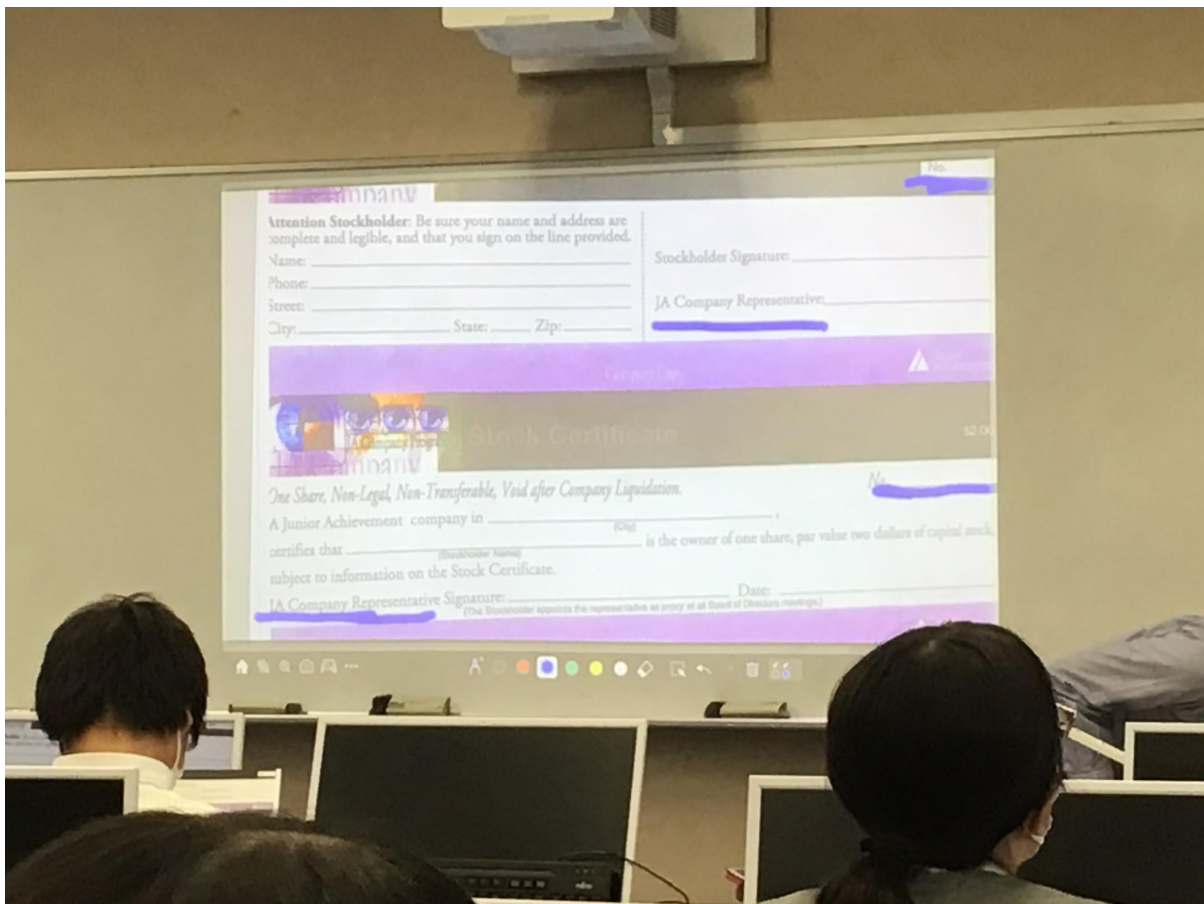 No.
Company
Attention Stockholder: Be sure your name and address are
complete and legible, and that you sign on the line provided.
Name:
Phone:
Street:
City: State: Zip:
Stockholder Signature:
JA Company Representative:
JA Company
Stock Certificate
$2.00
Company
One Share, Non-Legal, Non-Transferable, Void after Company Liquidation.
No.
A Junior Achievement company in ,
(City)
certifies that is the owner of one share, par value two dollars of capital stock,
(Stockholder Name)
subject to information on the Stock Certificate.
JA Company Representative Signature: Date:
(The Stockholder appoints the representative as proxy at all Board of Directors meetings.)